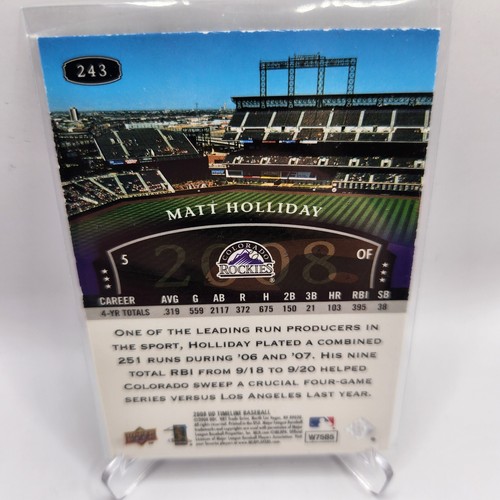 243
MATT HOLLIDAY
2008
5 COLORADO ROCKIES OF
CAREER AVG G AB R H 2B 3B HR RBI SB
4-YR TOTALS .319 559 2117 372 675 150 21 103 395 38
ONE OF THE LEADING RUN PRODUCERS IN
THE SPORT, HOLLIDAY PLATED A COMBINED
251 RUNS DURING '06 AND '07. HIS NINE
TOTAL RBI FROM 9/18 TO 9/20 HELPED
COLORADO SWEEP A CRUCIAL FOUR-GAME
SERIES VERSUS LOS ANGELES LAST YEAR.
2008 UD TIMELINE BASEBALL